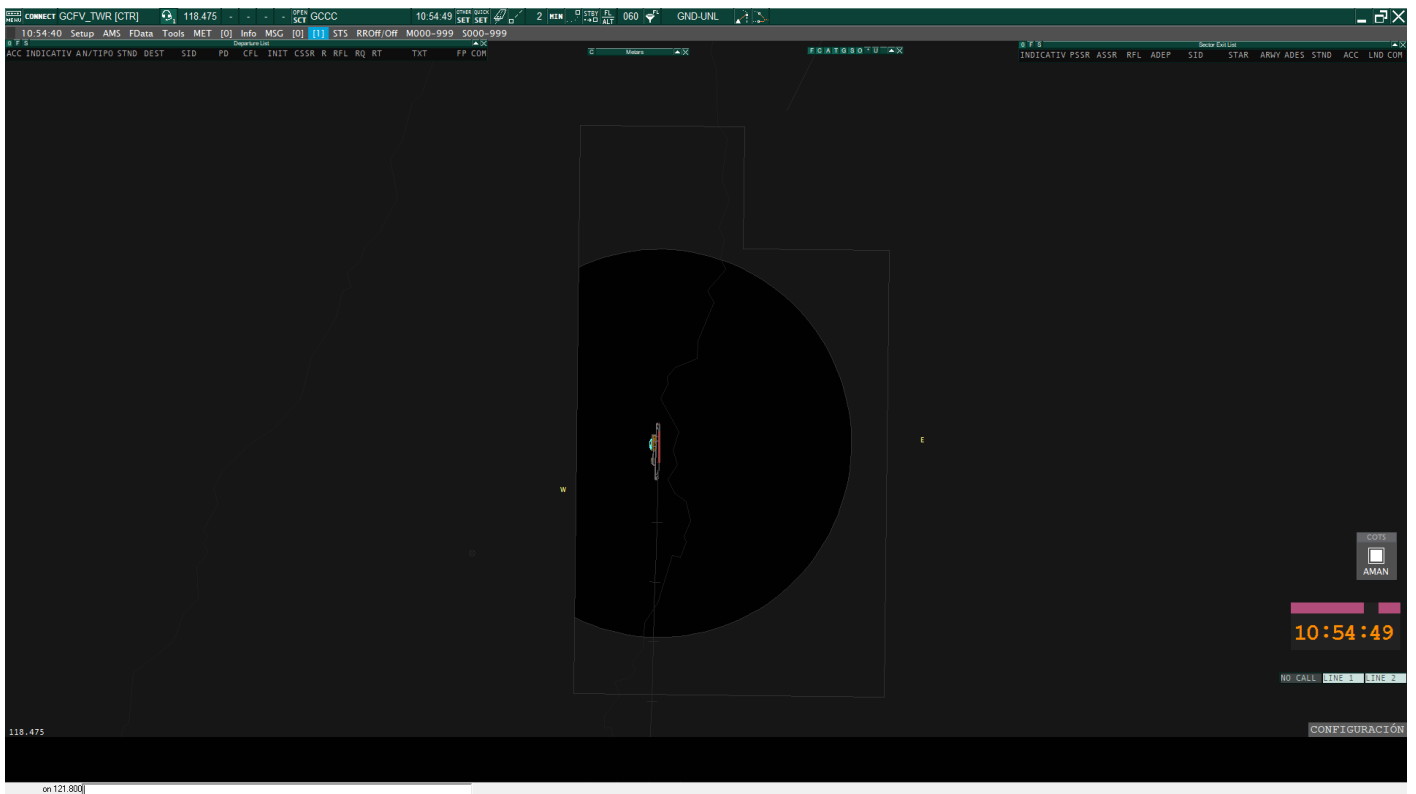 MENU CONNECT GCFV_TWR [CTR] 118.475 - - - - OPEN SCT GCCC 10:54:49 OTHER SET QUICK SET 2 MIN STBY FL ALT 060 FL GND-UNL
10:54:40 Setup AMS FData Tools MET [0] Info MSG [0] [1] STS RROff/Off M000-999 S000-999
O F S Departure List
ACC INDICATIV AN/TIPO STND DEST SID PD CFL INIT CSSR R RFL RQ RT TXT FP COM
C Meters
F C A T G S O U
O F S Sector Exit List
INDICATIV PSSR ASSR RFL ADEP SID STAR ARWY ADES STND ACC LND COM
E
W
COTS
AMAN
10:54:49
NO CALL LINE 1 LINE 2
118.475
CONFIGURACIÓN
on 121.800